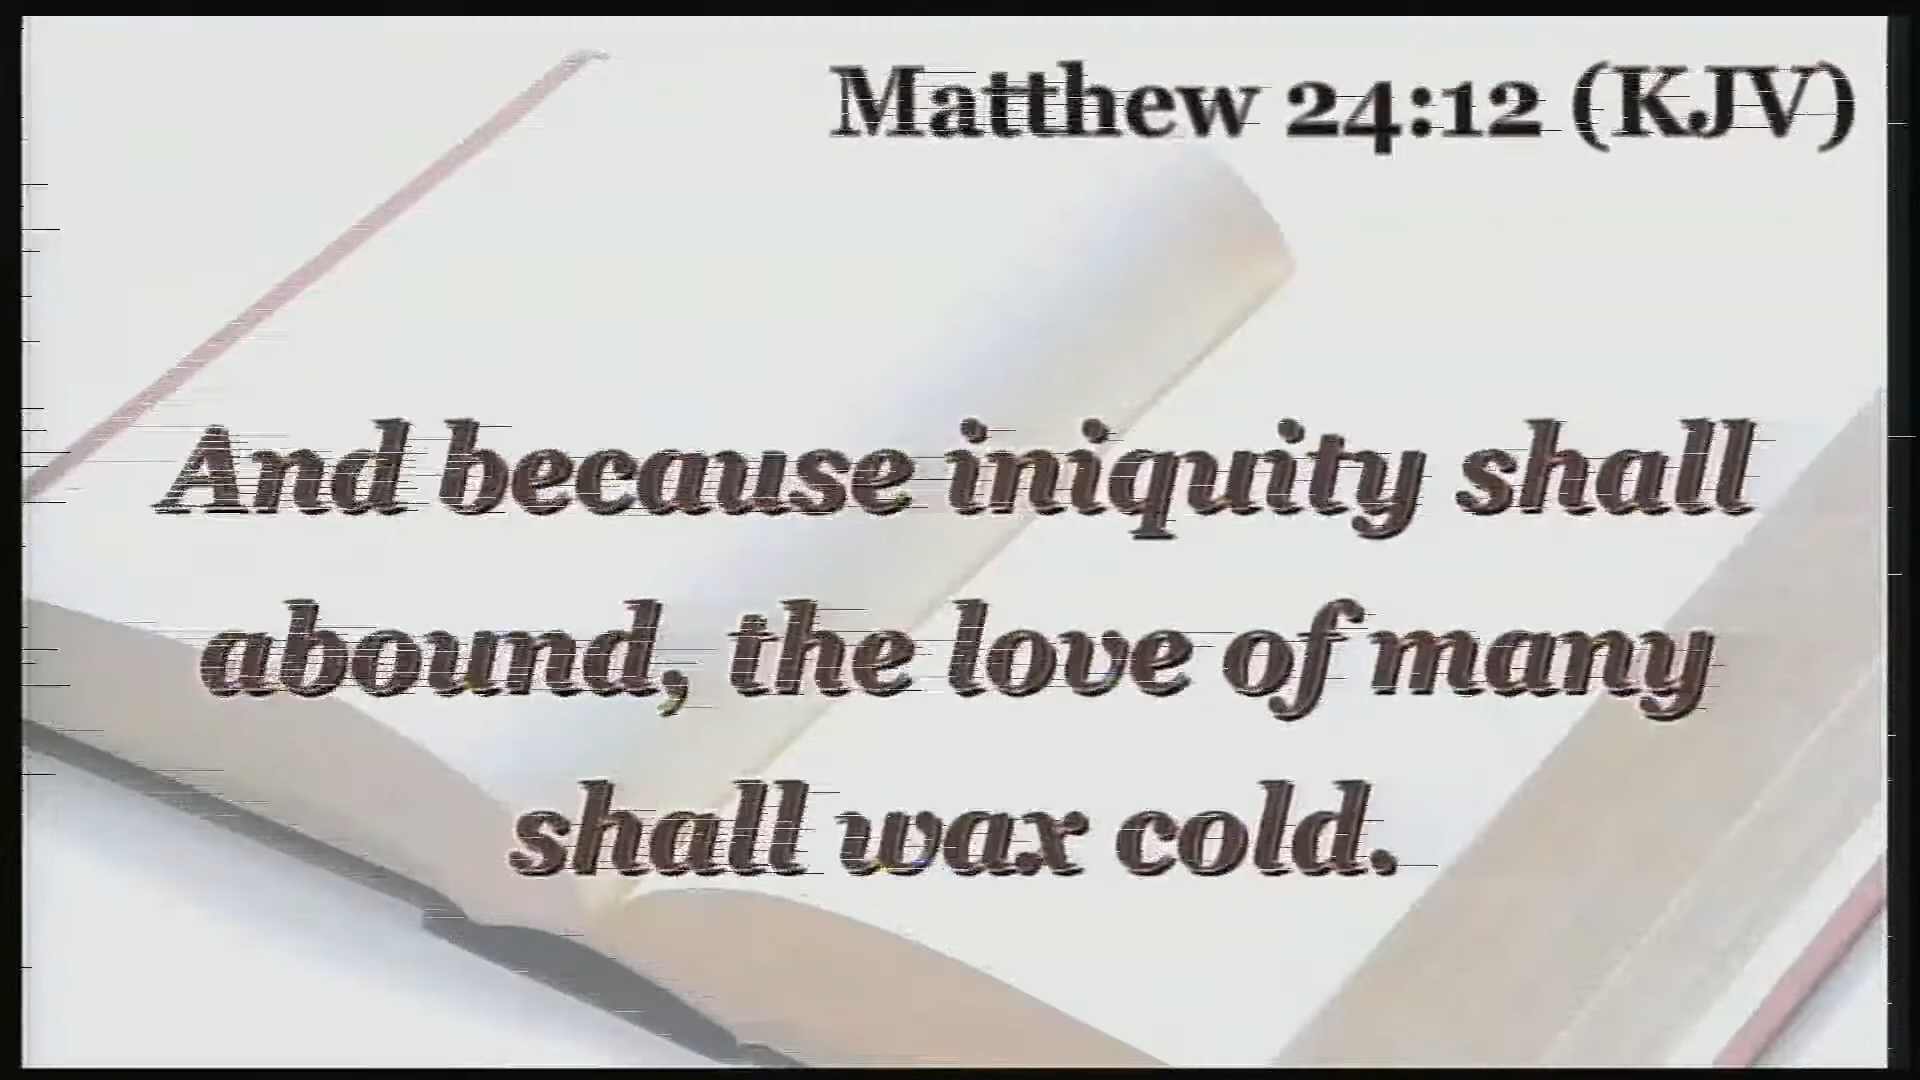 Matthew 24:12 (KJV)
And because iniquity shall
abound, the love of many
shall wax cold.